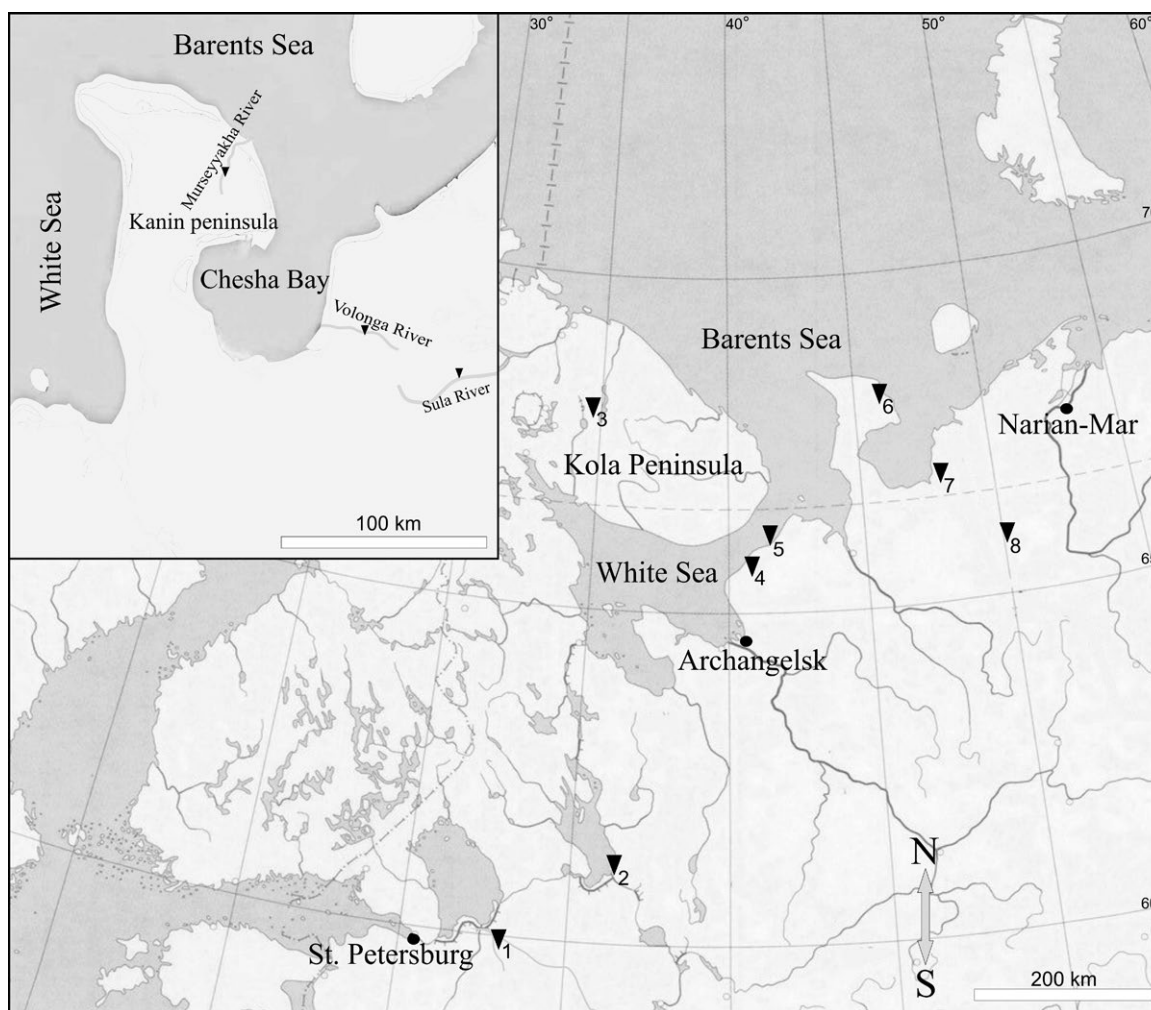 30°
40°
50°
60°
Barents Sea
Murseyyakha River
White Sea
Kanin peninsula
Chesha Bay
Volonga River
Sula River
100 km
70
Barents Sea
6
Narian-Mar
3
Kola Peninsula
7
5
8
White Sea
4
65
Archangelsk
N
2
60
St. Petersburg
1
S
200 km